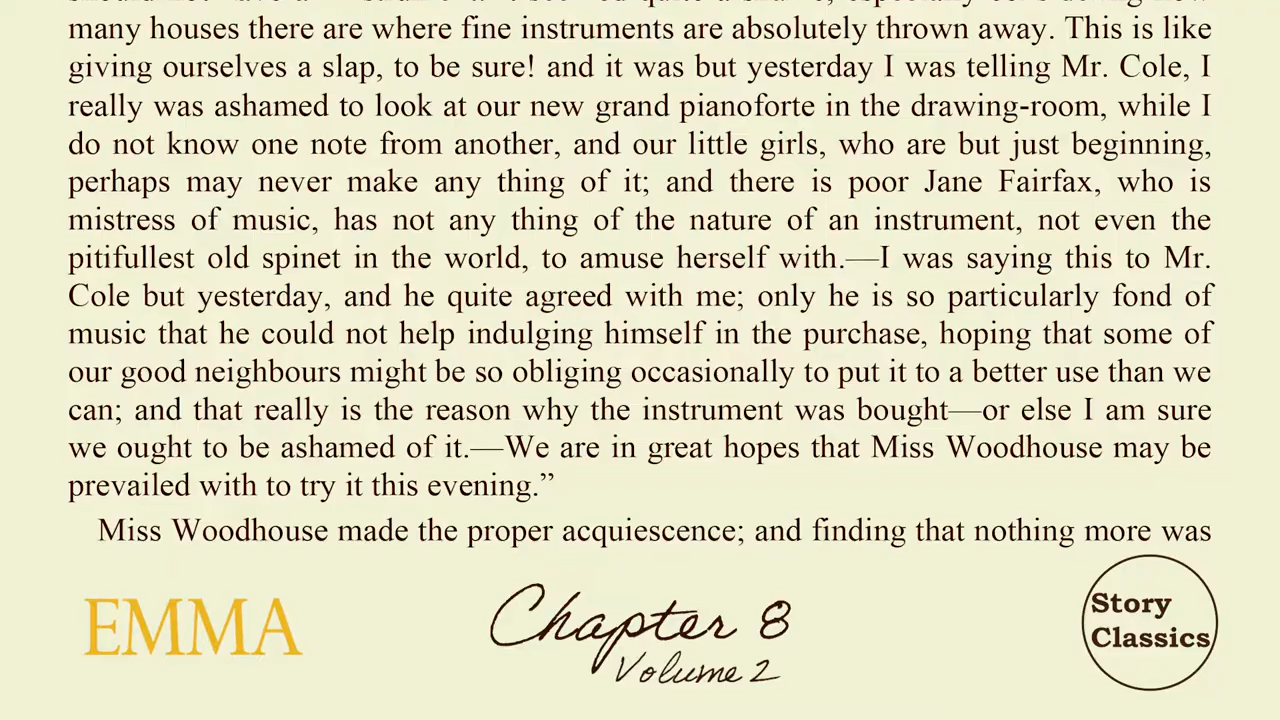 many houses there are where fine instruments are absolutely thrown away. This is like
giving ourselves a slap, to be sure! and it was but yesterday I was telling Mr. Cole, I
really was ashamed to look at our new grand pianoforte in the drawing-room, while I
do not know one note from another, and our little girls, who are but just beginning,
perhaps may never make any thing of it; and there is poor Jane Fairfax, who is
mistress of music, has not any thing of the nature of an instrument, not even the
pitifullest old spinet in the world, to amuse herself with.—I was saying this to Mr.
Cole but yesterday, and he quite agreed with me; only he is so particularly fond of
music that he could not help indulging himself in the purchase, hoping that some of
our good neighbours might be so obliging occasionally to put it to a better use than we
can; and that really is the reason why the instrument was bought—or else I am sure
we ought to be ashamed of it.—We are in great hopes that Miss Woodhouse may be
prevailed with to try it this evening.”
Miss Woodhouse made the proper acquiescence; and finding that nothing more was
EMMA
Chapter 8
Volume 2
Story
Classics